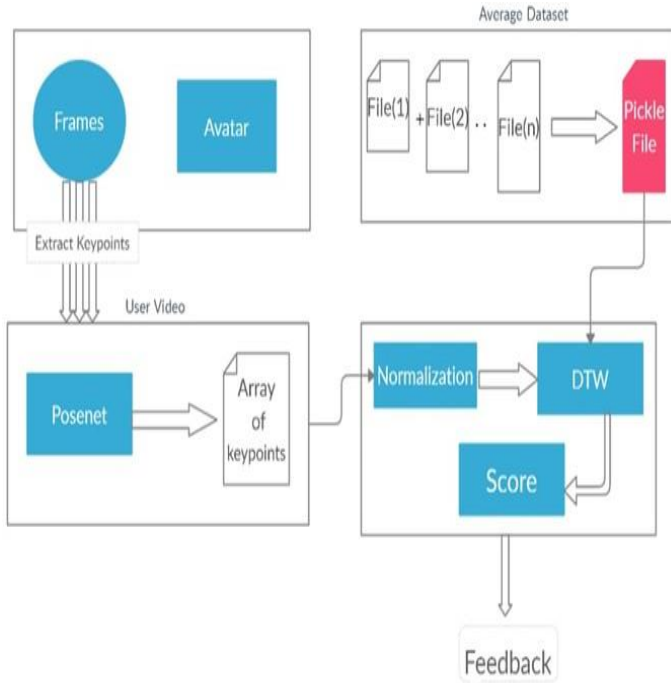 Average Dataset
Frames
Avatar
File(1)
+
File(2)
. .
File(n)
Pickle
File
Extract Keypoints
User Video
Posenet
Array
of
keypoints
Normalization
DTW
Score
Feedback